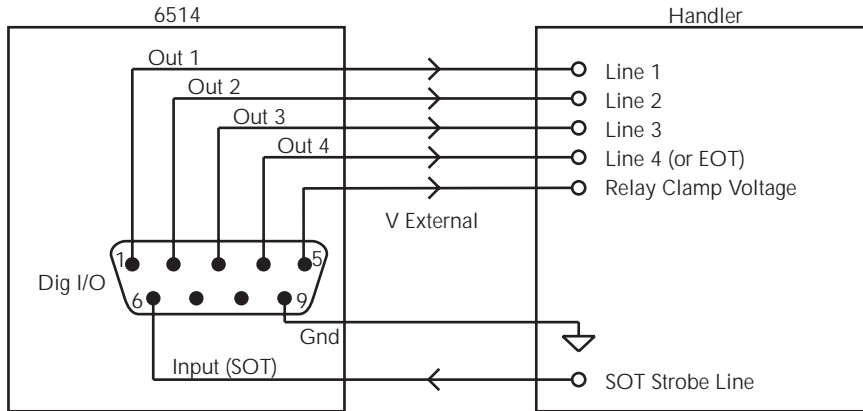 6514
Handler
Out 1
Line 1
Out 2
Line 2
Out 3
Line 3
Out 4
Line 4 (or EOT)
Relay Clamp Voltage
V External
1
5
Dig I/O
6
9
Gnd
Input (SOT)
SOT Strobe Line